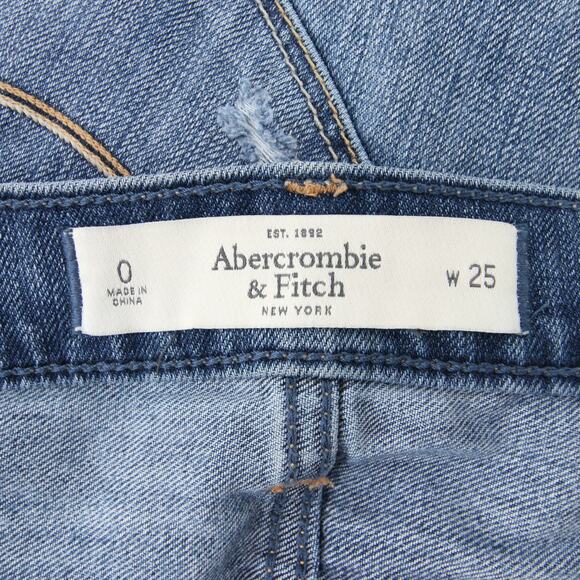 0
MADE IN
CHINA
EST. 1892
Abercrombie
& Fitch
NEW YORK
W 25